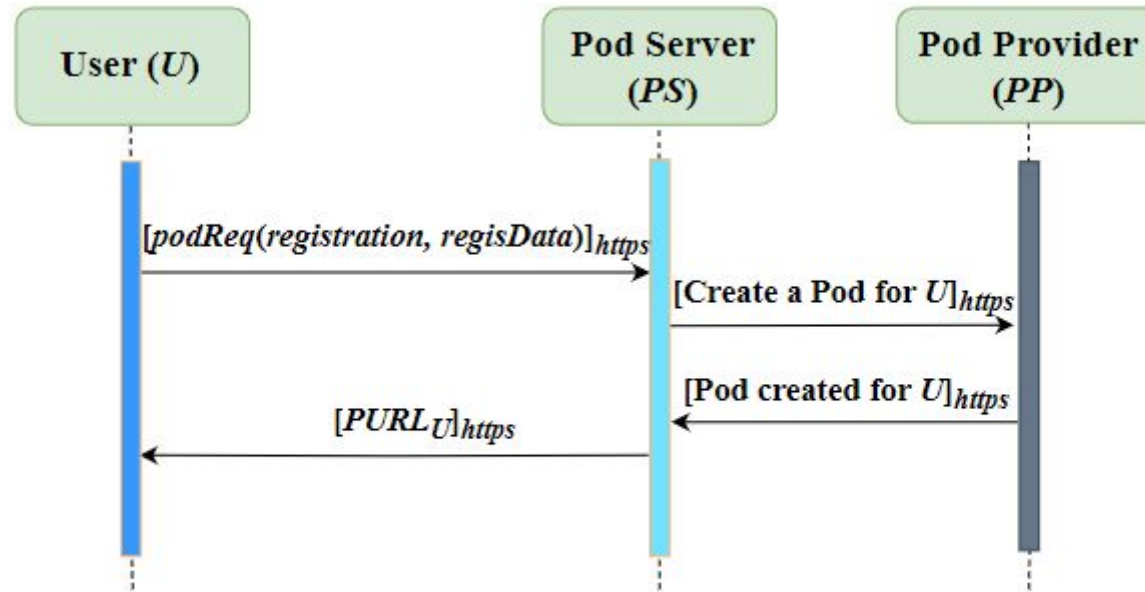 User (U)
Pod Server
(PS)
Pod Provider
(PP)
[podReq(registration, regisData)]https
[Create a Pod for U]https
[Pod created for U]https
[PURLU]https